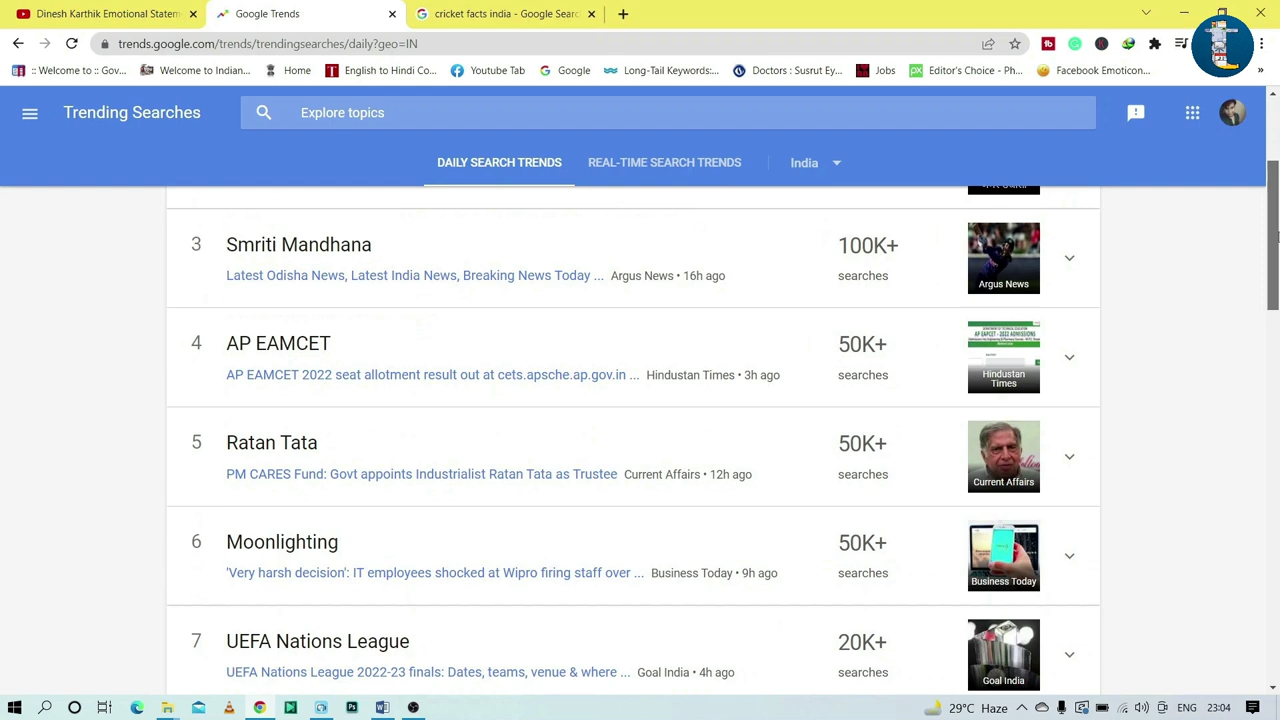 Dinesh Karthik Emotional Statem
Google Trends
cricket facts india - Google Searc
trends.google.com/trends/trendingsearches/daily?geo=IN
:: Welcome to :: Gov...
Welcome to Indian...
Home
English to Hindi Co...
Youtube Tab
Google
Long-Tail Keywords:...
Doctors : Susrut Ey...
Jobs
Editor's Choice - Ph...
Facebook Emoticon...
»
Trending Searches
Explore topics
DAILY SEARCH TRENDS
REAL-TIME SEARCH TRENDS
India
3
Smriti Mandhana
100K+
Latest Odisha News, Latest India News, Breaking News Today ... Argus News • 16h ago
searches
Argus News
4
AP EAMCET
50K+
AP EAMCET 2022 seat allotment result out at cets.apsche.ap.gov.in ... Hindustan Times • 3h ago
searches
AP EAPCET - 2022 ADMISSIONS
Hindustan
Times
5
Ratan Tata
50K+
PM CARES Fund: Govt appoints Industrialist Ratan Tata as Trustee Current Affairs • 12h ago
searches
Current Affairs
6
Moonlighting
50K+
'Very harsh decision': IT employees shocked at Wipro firing staff over ... Business Today • 9h ago
searches
Business Today
7
UEFA Nations League
20K+
UEFA Nations League 2022-23 finals: Dates, teams, venue & where ... Goal India • 4h ago
searches
Goal India
29°C Haze
ENG
23:04